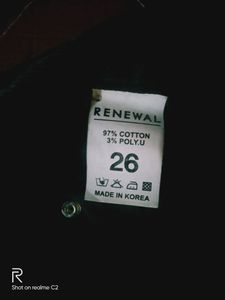 RENEWAL
97% COTTON
3% POLY.U
26
MADE IN KOREA
R
Shot on realme C2